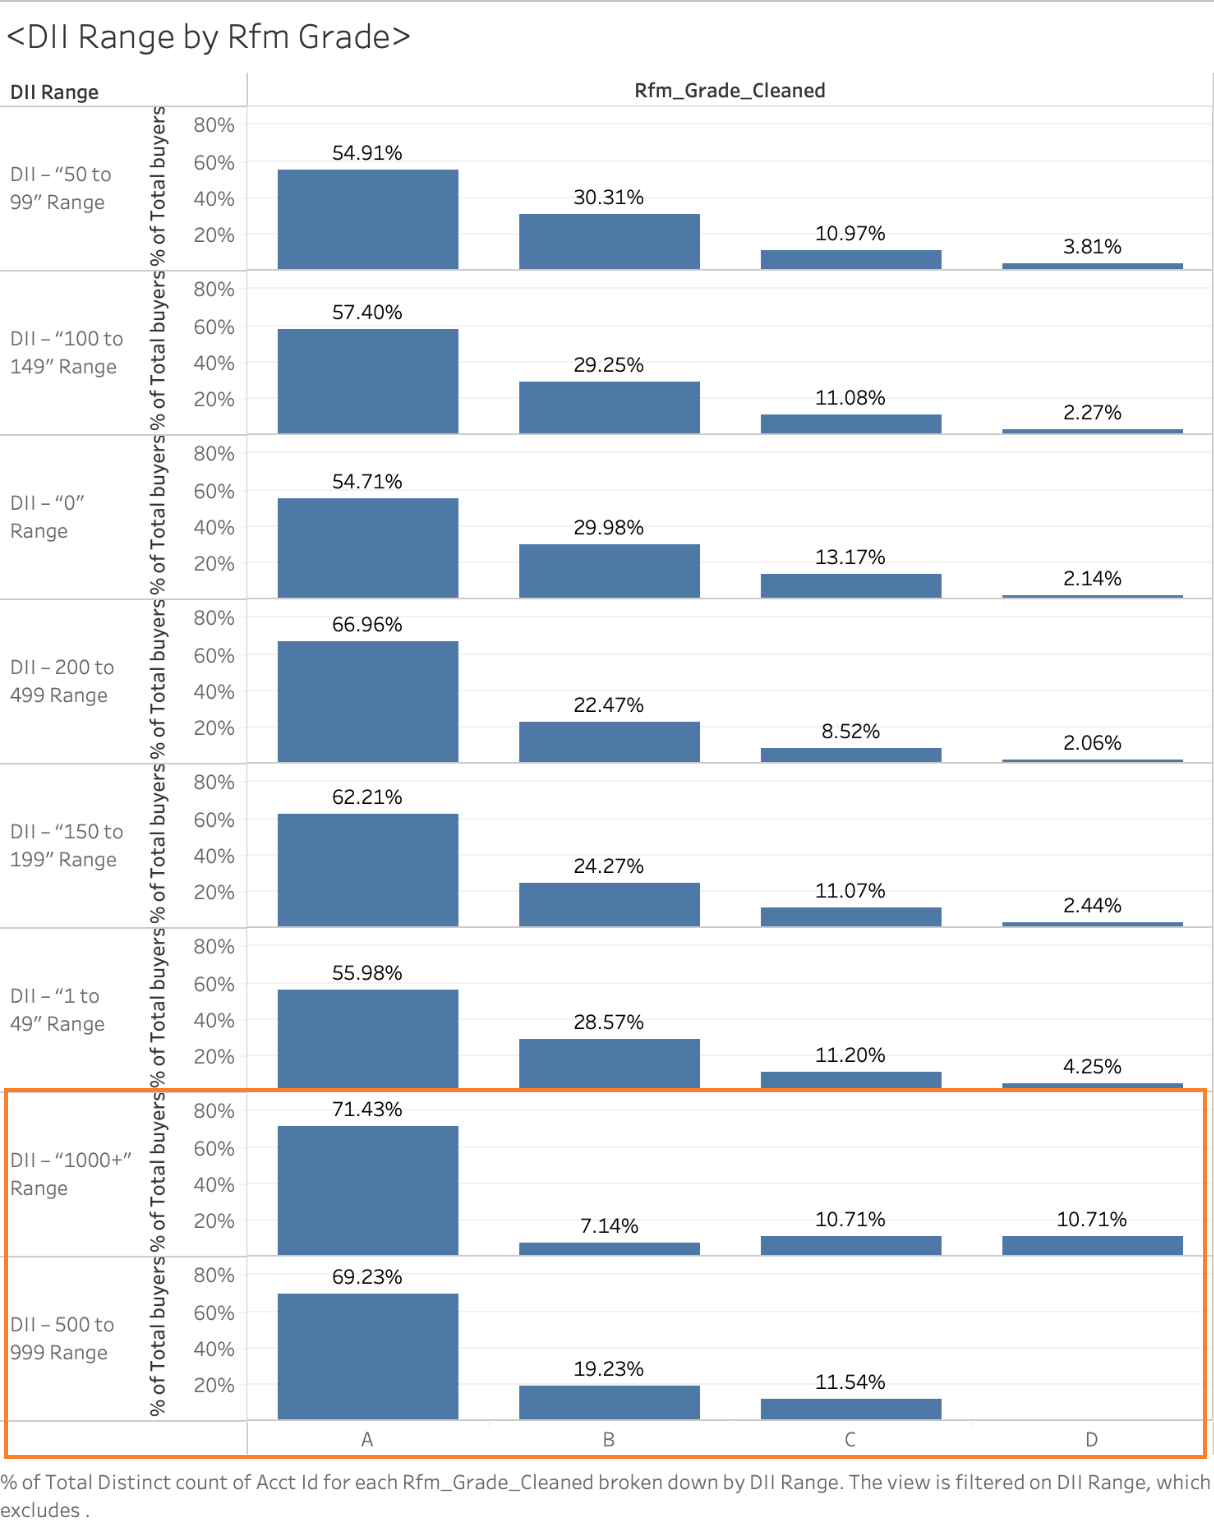 <DII Range by Rfm Grade>
DII Range
Rfm_Grade_Cleaned
DII – “50 to
99” Range
% of Total buyers
80%
60%
40%
20%
54.91%
30.31%
10.97%
3.81%
DII – “100 to
149” Range
% of Total buyers
80%
60%
40%
20%
57.40%
29.25%
11.08%
2.27%
DII – “0”
Range
% of Total buyers
80%
60%
40%
20%
54.71%
29.98%
13.17%
2.14%
DII – 200 to
499 Range
% of Total buyers
80%
60%
40%
20%
66.96%
22.47%
8.52%
2.06%
DII – “150 to
199” Range
% of Total buyers
80%
60%
40%
20%
62.21%
24.27%
11.07%
2.44%
DII – “1 to
49” Range
% of Total buyers
80%
60%
40%
20%
55.98%
28.57%
11.20%
4.25%
DII – “1000+”
Range
% of Total buyers
80%
60%
40%
20%
71.43%
7.14%
10.71%
10.71%
DII – 500 to
999 Range
% of Total buyers
80%
60%
40%
20%
69.23%
19.23%
11.54%
A
B
C
D
% of Total Distinct count of Acct Id for each Rfm_Grade_Cleaned broken down by DII Range. The view is filtered on DII Range, which
excludes .